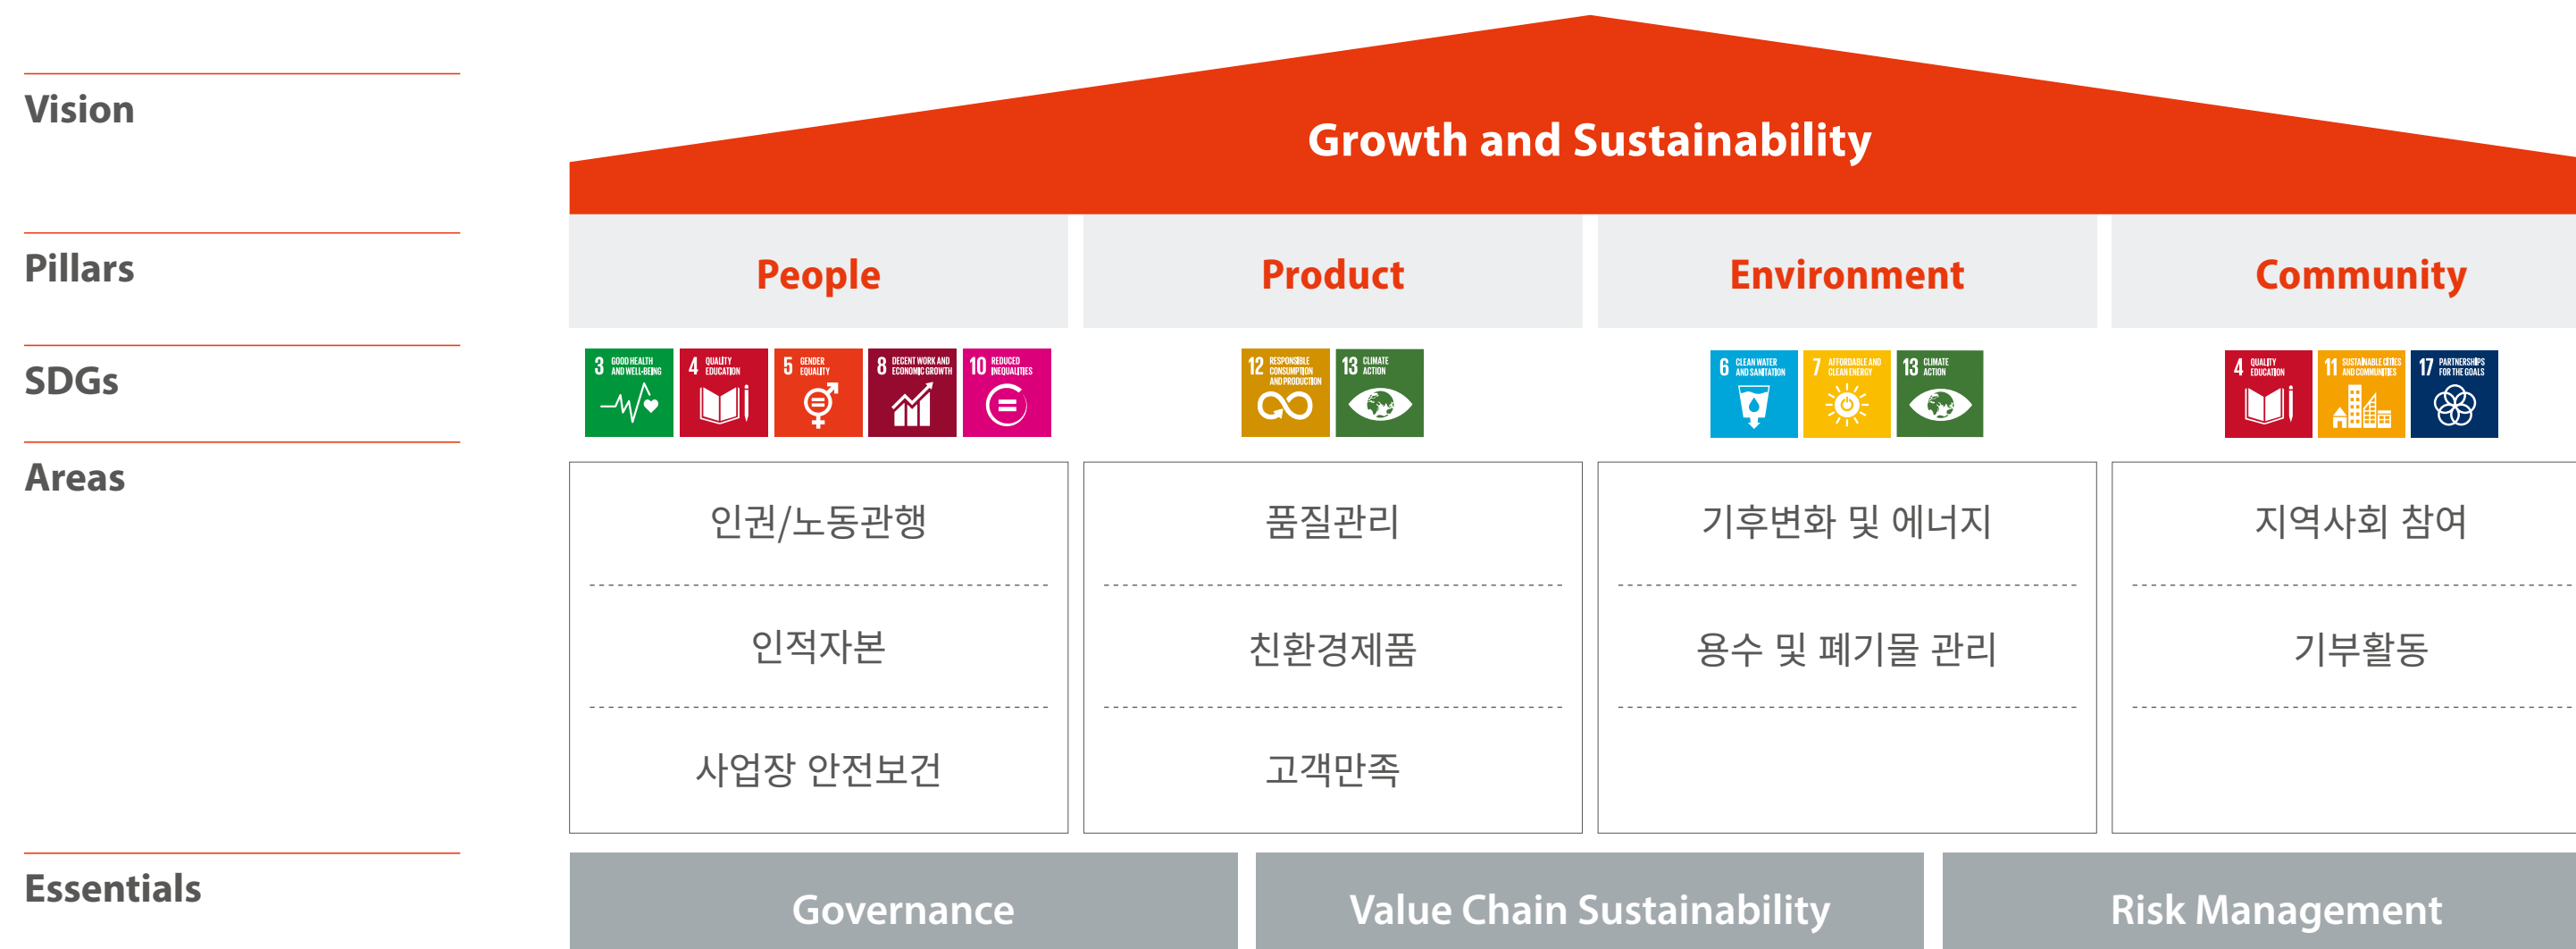 Vision
Growth and Sustainability
Pillars
People
Product
Environment
Community
SDGs
3 GOOD HEALTH
AND WELL-BEING
4 QUALITY
EDUCATION
5 GENDER
EQUALITY
8 DECENT WORK AND
ECONOMIC GROWTH
10 REDUCED
INEQUALITIES
12 RESPONSIBLE
CONSUMPTION
AND PRODUCTION
13 CLIMATE
ACTION
6 CLEAN WATER
AND SANITATION
7 AFFORDABLE AND
CLEAN ENERGY
13 CLIMATE
ACTION
4 QUALITY
EDUCATION
11 SUSTAINABLE CITIES
AND COMMUNITIES
17 PARTNERSHIPS
FOR THE GOALS
Areas
인권/노동관행
품질관리
기후변화 및 에너지
지역사회 참여
인적자본
친환경제품
용수 및 폐기물 관리
기부활동
사업장 안전보건
고객만족
Essentials
Governance
Value Chain Sustainability
Risk Management